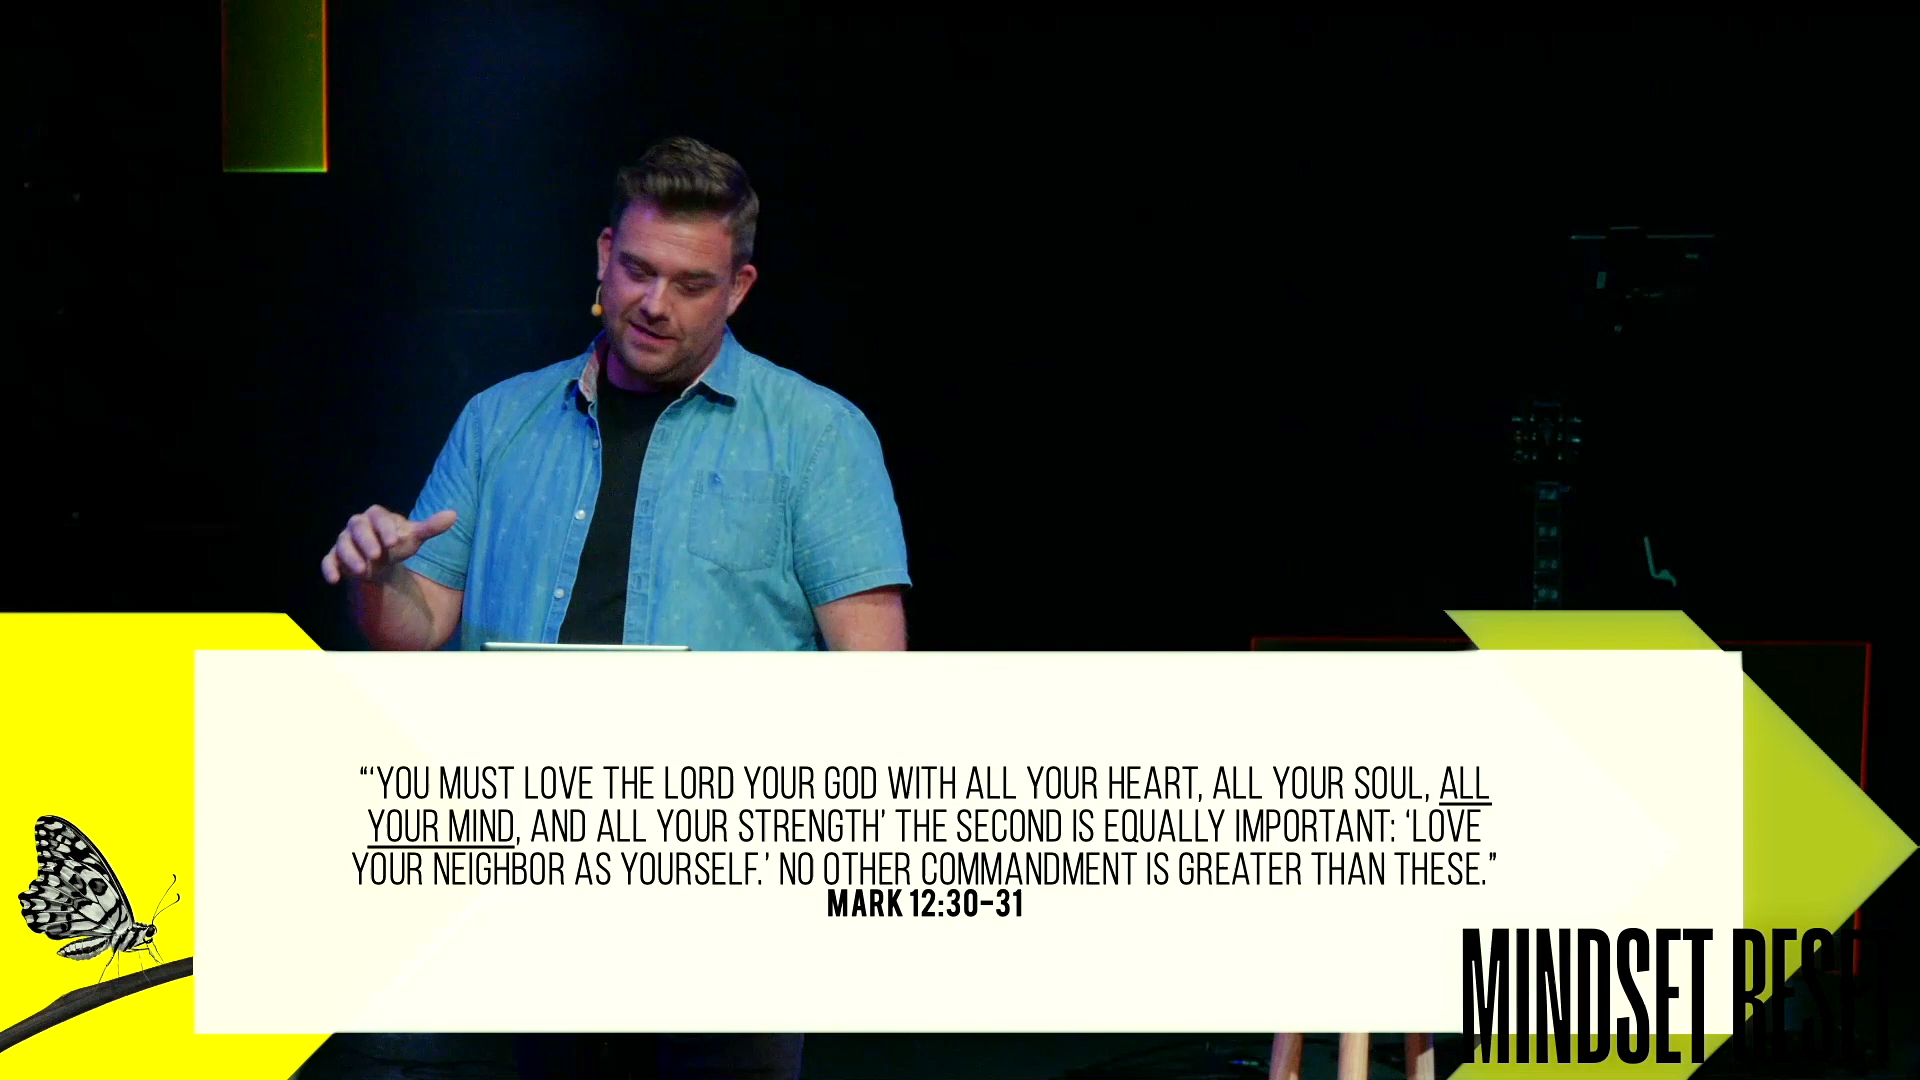 “‘YOU MUST LOVE THE LORD YOUR GOD WITH ALL YOUR HEART, ALL YOUR SOUL, ALL
YOUR MIND, AND ALL YOUR STRENGTH’ THE SECOND IS EQUALLY IMPORTANT: ‘LOVE
YOUR NEIGHBOR AS YOURSELF.’ NO OTHER COMMANDMENT IS GREATER THAN THESE.”
MARK 12:30–31
MINDSET RESET